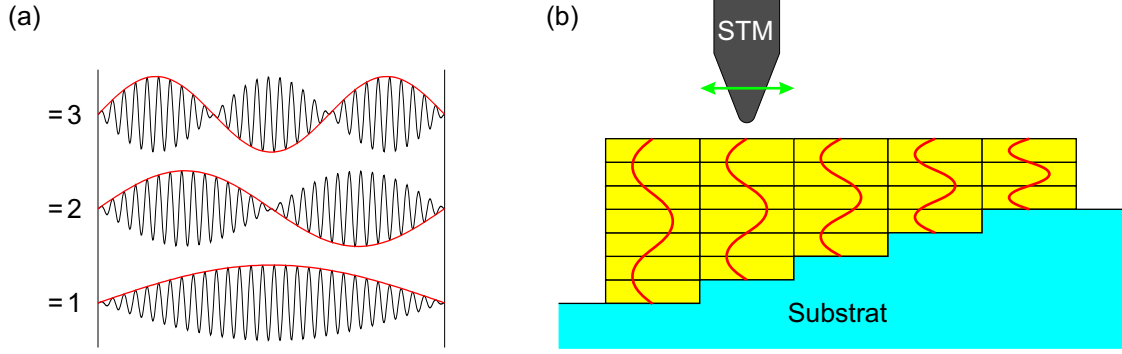 (a)
(b)
STM
= 3
= 2
= 1
Substrat